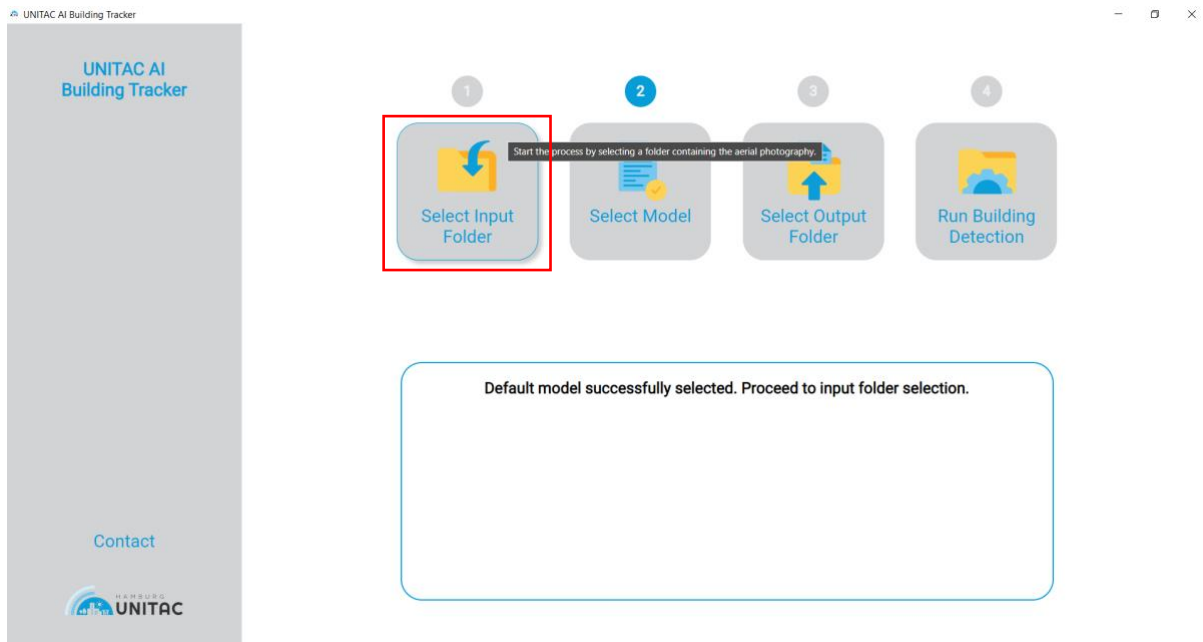 UNITAC AI Building Tracker
UNITAC AI
Building Tracker
1
2
3
4
Start the process by selecting a folder containing the aerial photography.
Select Input
Folder
Select Model
Select Output
Folder
Run Building
Detection
Default model successfully selected. Proceed to input folder selection.
Contact
HAMBURG
UNITAC